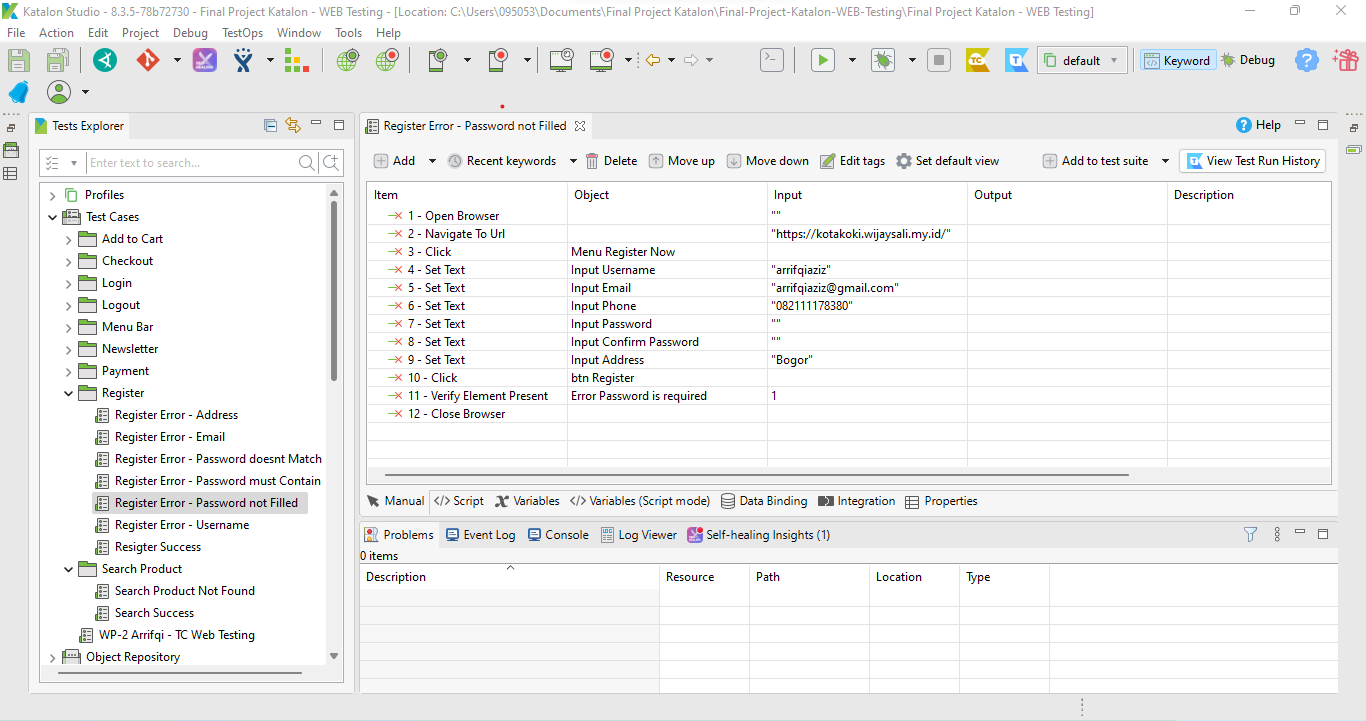 Katalon Studio - 8.3.5-78b72730 - Final Project Katalon - WEB Testing - [Location: C:\Users\095053\Documents\Final Project Katalon\Final-Project-Katalon-WEB-Testing\Final Project Katalon - WEB Testing]
File Action Edit Project Debug TestOps Window Tools Help
TC T default Keyword Debug
Tests Explorer
Enter text to search...
Profiles
Test Cases
Add to Cart
Checkout
Login
Logout
Menu Bar
Newsletter
Payment
Register
Register Error - Address
Register Error - Email
Register Error - Password doesnt Match
Register Error - Password must Contain
Register Error - Password not Filled
Register Error - Username
Resigter Success
Search Product
Search Product Not Found
Search Success
WP-2 Arrifqi - TC Web Testing
Object Repository
Register Error - Password not Filled Help
Add Recent keywords Delete Move up Move down Edit tags Set default view Add to test suite View Test Run History
Item Object Input Output Description
1 - Open Browser ""
2 - Navigate To Url "https://kotakoki.wijaysali.my.id/"
3 - Click Menu Register Now
4 - Set Text Input Username "arrifqiaziz"
5 - Set Text Input Email "arrifqiaziz@gmail.com"
6 - Set Text Input Phone "082111178380"
7 - Set Text Input Password ""
8 - Set Text Input Confirm Password ""
9 - Set Text Input Address "Bogor"
10 - Click btn Register
11 - Verify Element Present Error Password is required 1
12 - Close Browser
Manual </> Script Variables </> Variables (Script mode) Data Binding Integration Properties
Problems Event Log Console Log Viewer Self-healing Insights (1)
0 items
Description Resource Path Location Type